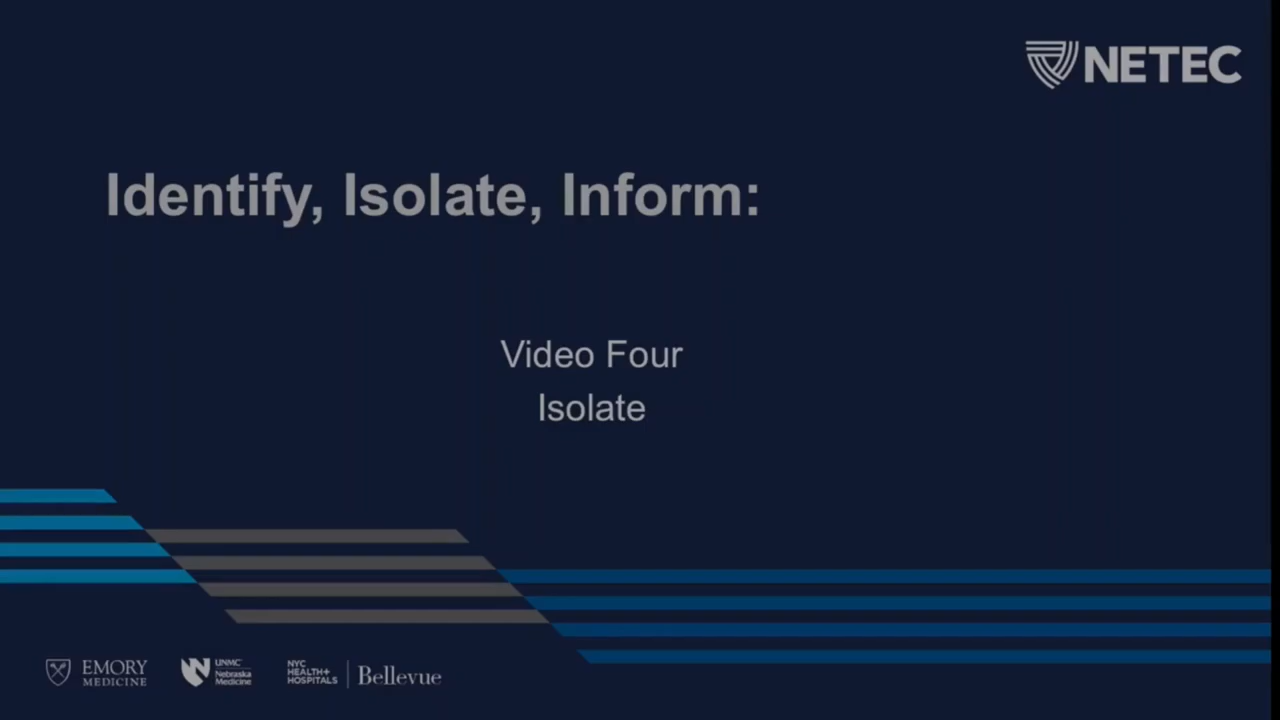 NETEC
Identify, Isolate, Inform:
Video Four
Isolate
EMORY
MEDICINE
UNMC
Nebraska
Medicine
NYC
HEALTH+
HOSPITALS
Bellevue